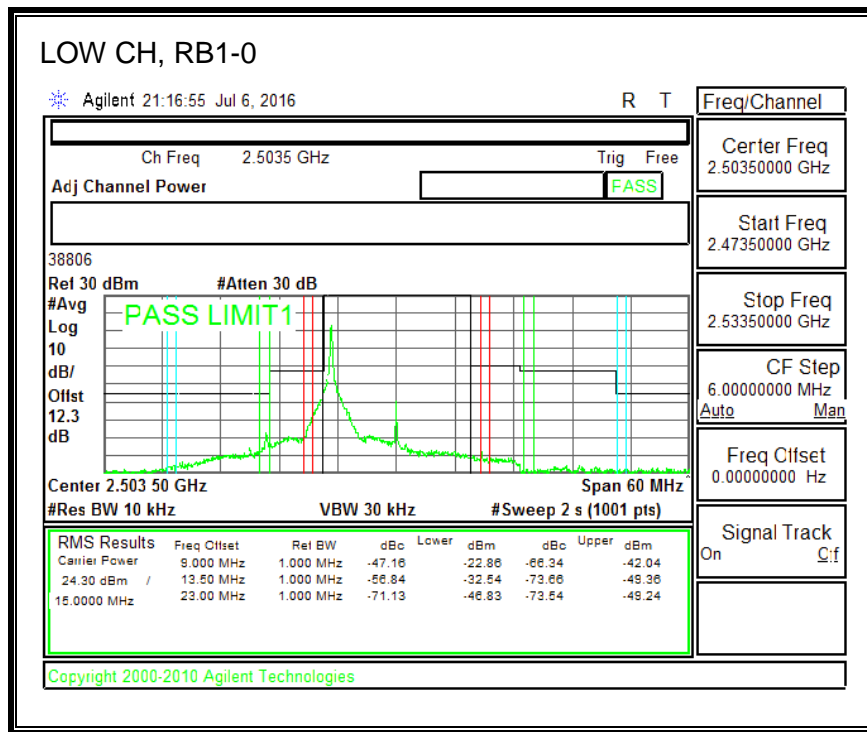 LOW CH, RB1-0
Agilent 21:16:55 Jul 6, 2016 R T
Freq/Channel
Ch Freq 2.5035 GHz Trig Free
Adj Channel Power PASS
Center Freq
2.50350000 GHz
Start Freq
2.47350000 GHz
Stop Freq
2.53350000 GHz
CF Step
6.00000000 MHz
Auto Man
Freq Offset
0.00000000 Hz
Signal Track
On Off
38806
Ref 30 dBm #Atten 30 dB
#Avg
Log
10
dB/
Offst
12.3
dB
PASS LIMIT1
Center 2.503 50 GHz Span 60 MHz
#Res BW 10 kHz VBW 30 kHz #Sweep 2 s (1001 pts)
RMS Results Freq Offset Ref BW dBc Lower dBm dBc Upper dBm
Carrier Power 9.000 MHz 1.000 MHz -47.16 -22.86 -66.34 -42.04
24.30 dBm / 13.50 MHz 1.000 MHz -56.84 -32.54 -73.66 -49.36
15.0000 MHz 23.00 MHz 1.000 MHz -71.13 -46.83 -73.54 -49.24
Copyright 2000-2010 Agilent Technologies